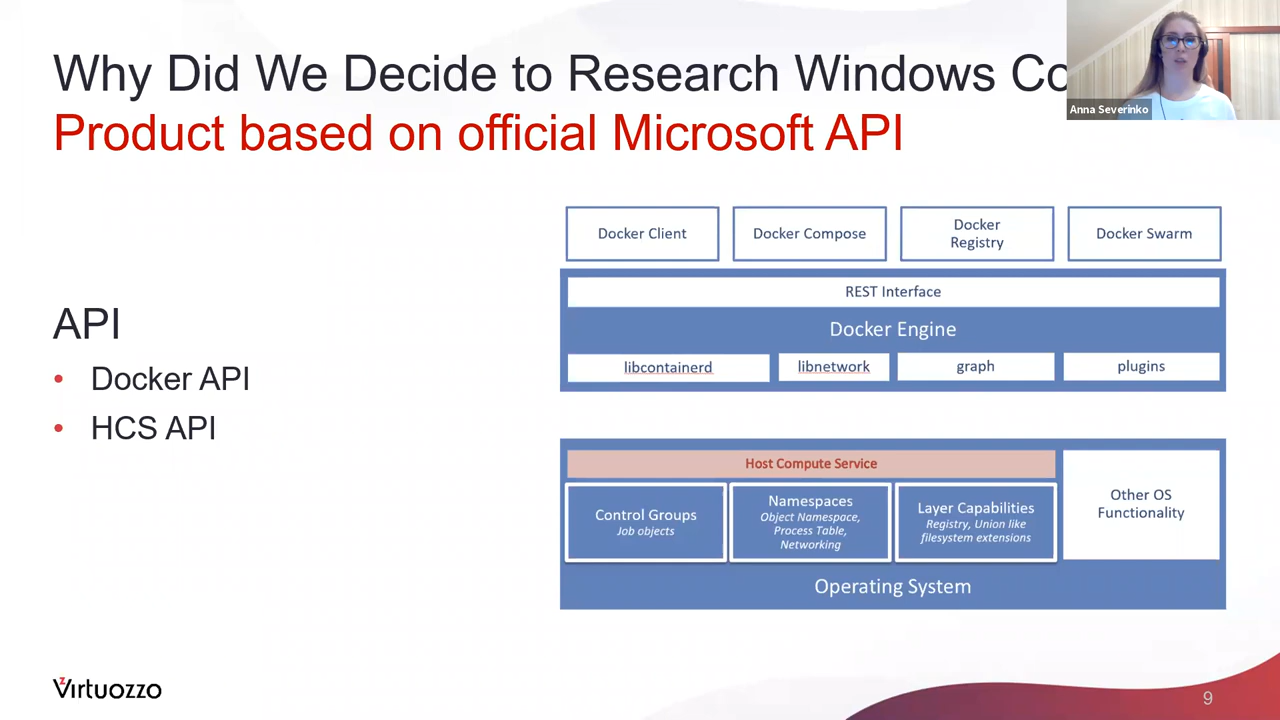 Why Did We Decide to Research Windows Co
Product based on official Microsoft API
Anna Severinko
API
• Docker API
• HCS API
Docker Client
Docker Compose
Docker
Registry
Docker Swarm
REST Interface
Docker Engine
libcontainerd
libnetwork
graph
plugins
Host Compute Service
Control Groups
Job objects
Namespaces
Object Namespace,
Process Table,
Networking
Layer Capabilities
Registry, Union like
filesystem extensions
Other OS
Functionality
Operating System
Virtuozzo
9